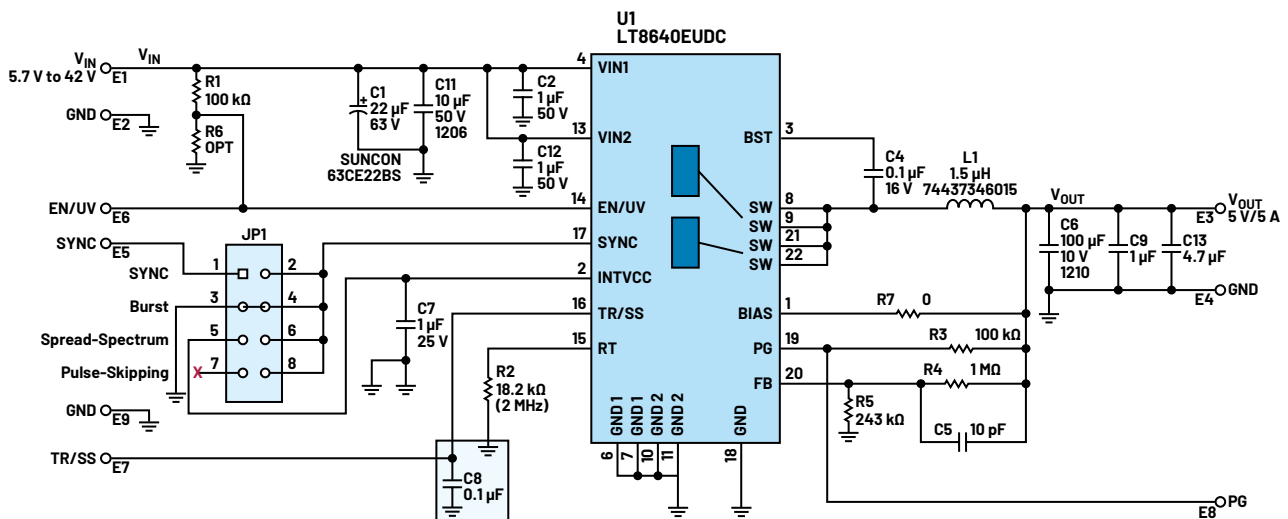 U1
LT8640EUDC
VIN
5.7 V to 42 V
E1
VIN
GND
E2
R1
100 kΩ
R6
OPT
C1
+
22 µF
63 V
SUNCON
63CE22BS
C11
10 µF
50 V
1206
C2
1 µF
50 V
C12
1 µF
50 V
EN/UV
E6
SYNC
E5
JP1
SYNC
1
2
Burst
3
4
Spread-Spectrum
5
6
Pulse-Skipping
7
8
X
GND
E9
TR/SS
E7
C7
1 µF
25 V
R2
18.2 kΩ
(2 MHz)
C8
0.1 µF
4
VIN1
13
VIN2
14
EN/UV
17
SYNC
2
INTVCC
16
TR/SS
15
RT
GND 1
GND 1
GND 2
GND 2
GND
6
7
10
11
18
BST
3
SW
8
SW
9
SW
21
SW
22
BIAS
1
PG
19
FB
20
C4
0.1 µF
16 V
L1
1.5 µH
74437346015
VOUT
VOUT
E3
5 V/5 A
C6
100 µF
10 V
1210
C9
1 µF
C13
4.7 µF
GND
E4
R7
0
R3
100 kΩ
R4
1 MΩ
R5
243 kΩ
C5
10 pF
PG
E8